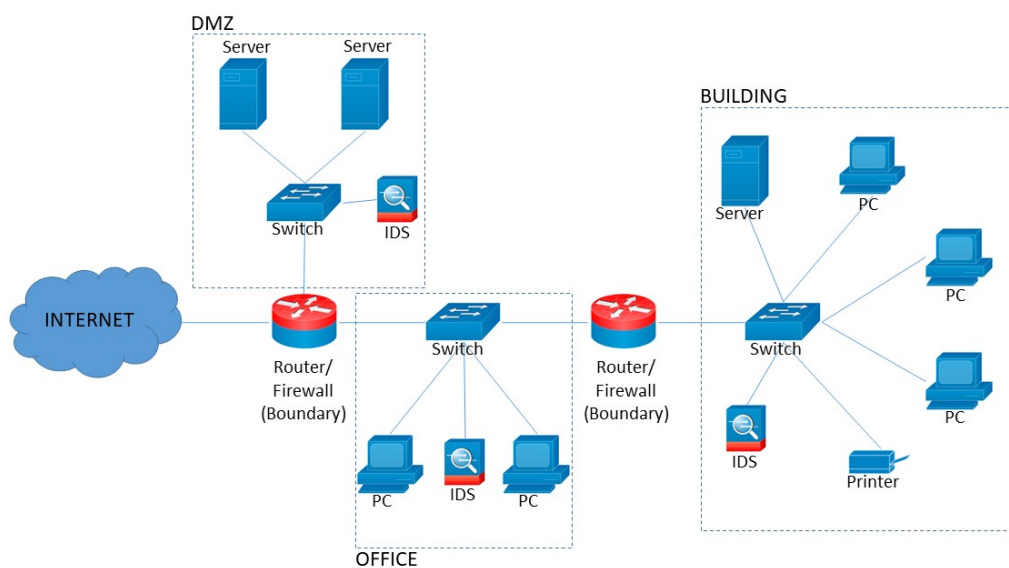 DMZ
Server
Server
Switch
IDS
INTERNET
Router/
Firewall
(Boundary)
Switch
PC
IDS
PC
OFFICE
Router/
Firewall
(Boundary)
BUILDING
Server
PC
PC
Switch
PC
IDS
Printer